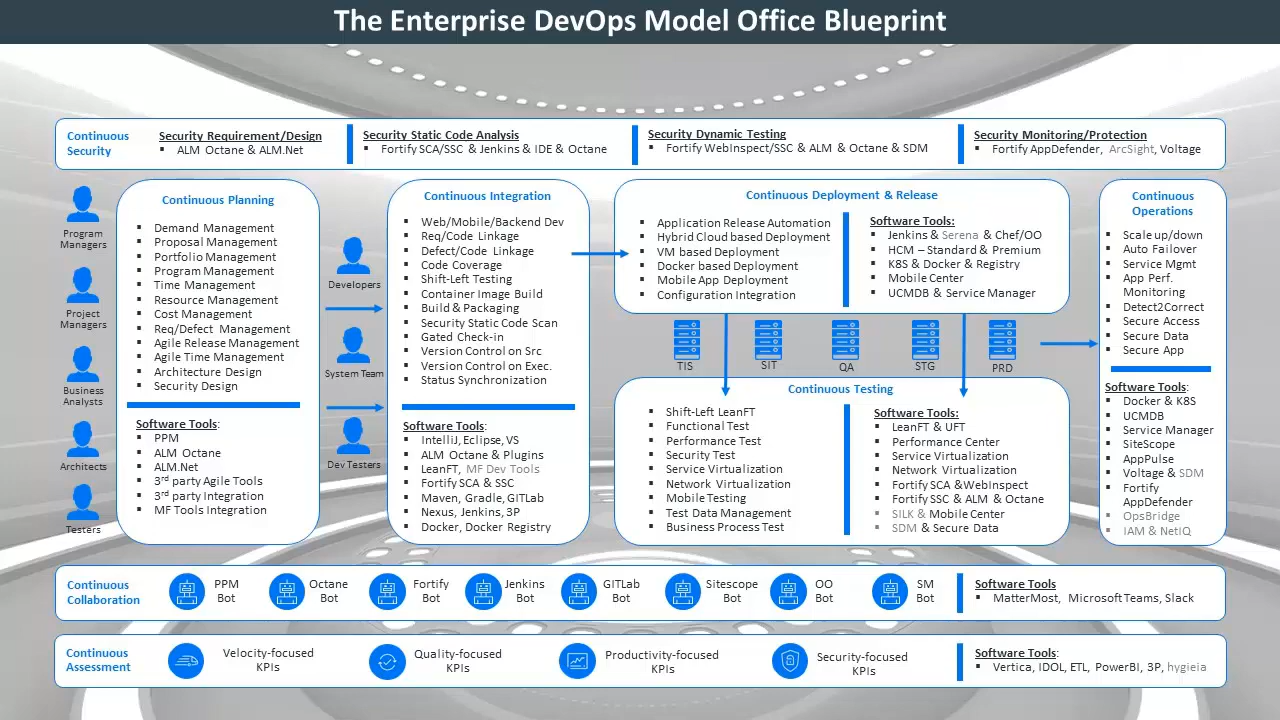 The Enterprise DevOps Model Office Blueprint
Continuous
Security
Security Requirement/Design
ALM Octane & ALM.Net
Security Static Code Analysis
Fortify SCA/SSC & Jenkins & IDE & Octane
Security Dynamic Testing
Fortify WebInspect/SSC & ALM & Octane & SDM
Security Monitoring/Protection
Fortify AppDefender, ArcSight, Voltage
Program
Managers
Project
Managers
Business
Analysts
Architects
Testers
Continuous Planning
Demand Management
Proposal Management
Portfolio Management
Program Management
Time Management
Resource Management
Cost Management
Req/Defect Management
Agile Release Management
Agile Time Management
Architecture Design
Security Design
Software Tools:
PPM
ALM Octane
ALM.Net
3rd party Agile Tools
3rd party Integration
MF Tools Integration
Developers
System Team
Dev Testers
Continuous Integration
Web/Mobile/Backend Dev
Req/Code Linkage
Defect/Code Linkage
Code Coverage
Shift-Left Testing
Container Image Build
Build & Packaging
Security Static Code Scan
Gated Check-in
Version Control on Src
Version Control on Exec.
Status Synchronization
Software Tools:
IntelliJ, Eclipse, VS
ALM Octane & Plugins
LeanFT, MF Dev Tools
Fortify SCA & SSC
Maven, Gradle, GITLab
Nexus, Jenkins, 3P
Docker, Docker Registry
Continuous Deployment & Release
Application Release Automation
Hybrid Cloud based Deployment
VM based Deployment
Docker based Deployment
Mobile App Deployment
Configuration Integration
Software Tools:
Jenkins & Serena & Chef/OO
HCM – Standard & Premium
K8S & Docker & Registry
Mobile Center
UCMDB & Service Manager
TIS
SIT
QA
STG
PRD
Continuous Testing
Shift-Left LeanFT
Functional Test
Performance Test
Security Test
Service Virtualization
Network Virtualization
Mobile Testing
Test Data Management
Business Process Test
Software Tools:
LeanFT & UFT
Performance Center
Service Virtualization
Network Virtualization
Fortify SCA &WebInspect
Fortify SSC & ALM & Octane
SILK & Mobile Center
SDM & Secure Data
Continuous
Operations
Scale up/down
Auto Failover
Service Mgmt
App Perf.
Monitoring
Detect2Correct
Secure Access
Secure Data
Secure App
Software Tools:
Docker & K8S
UCMDB
Service Manager
SiteScope
AppPulse
Voltage & SDM
Fortify
AppDefender
OpsBridge
IAM & NetIQ
Continuous
Collaboration
PPM
Bot
Octane
Bot
Fortify
Bot
Jenkins
Bot
GITLab
Bot
Sitescope
Bot
OO
Bot
SM
Bot
Software Tools
MatterMost, Microsoft Teams, Slack
Continuous
Assessment
Velocity-focused
KPIs
Quality-focused
KPIs
Productivity-focused
KPIs
Security-focused
KPIs
Software Tools:
Vertica, IDOL, ETL, PowerBI, 3P, hygieia